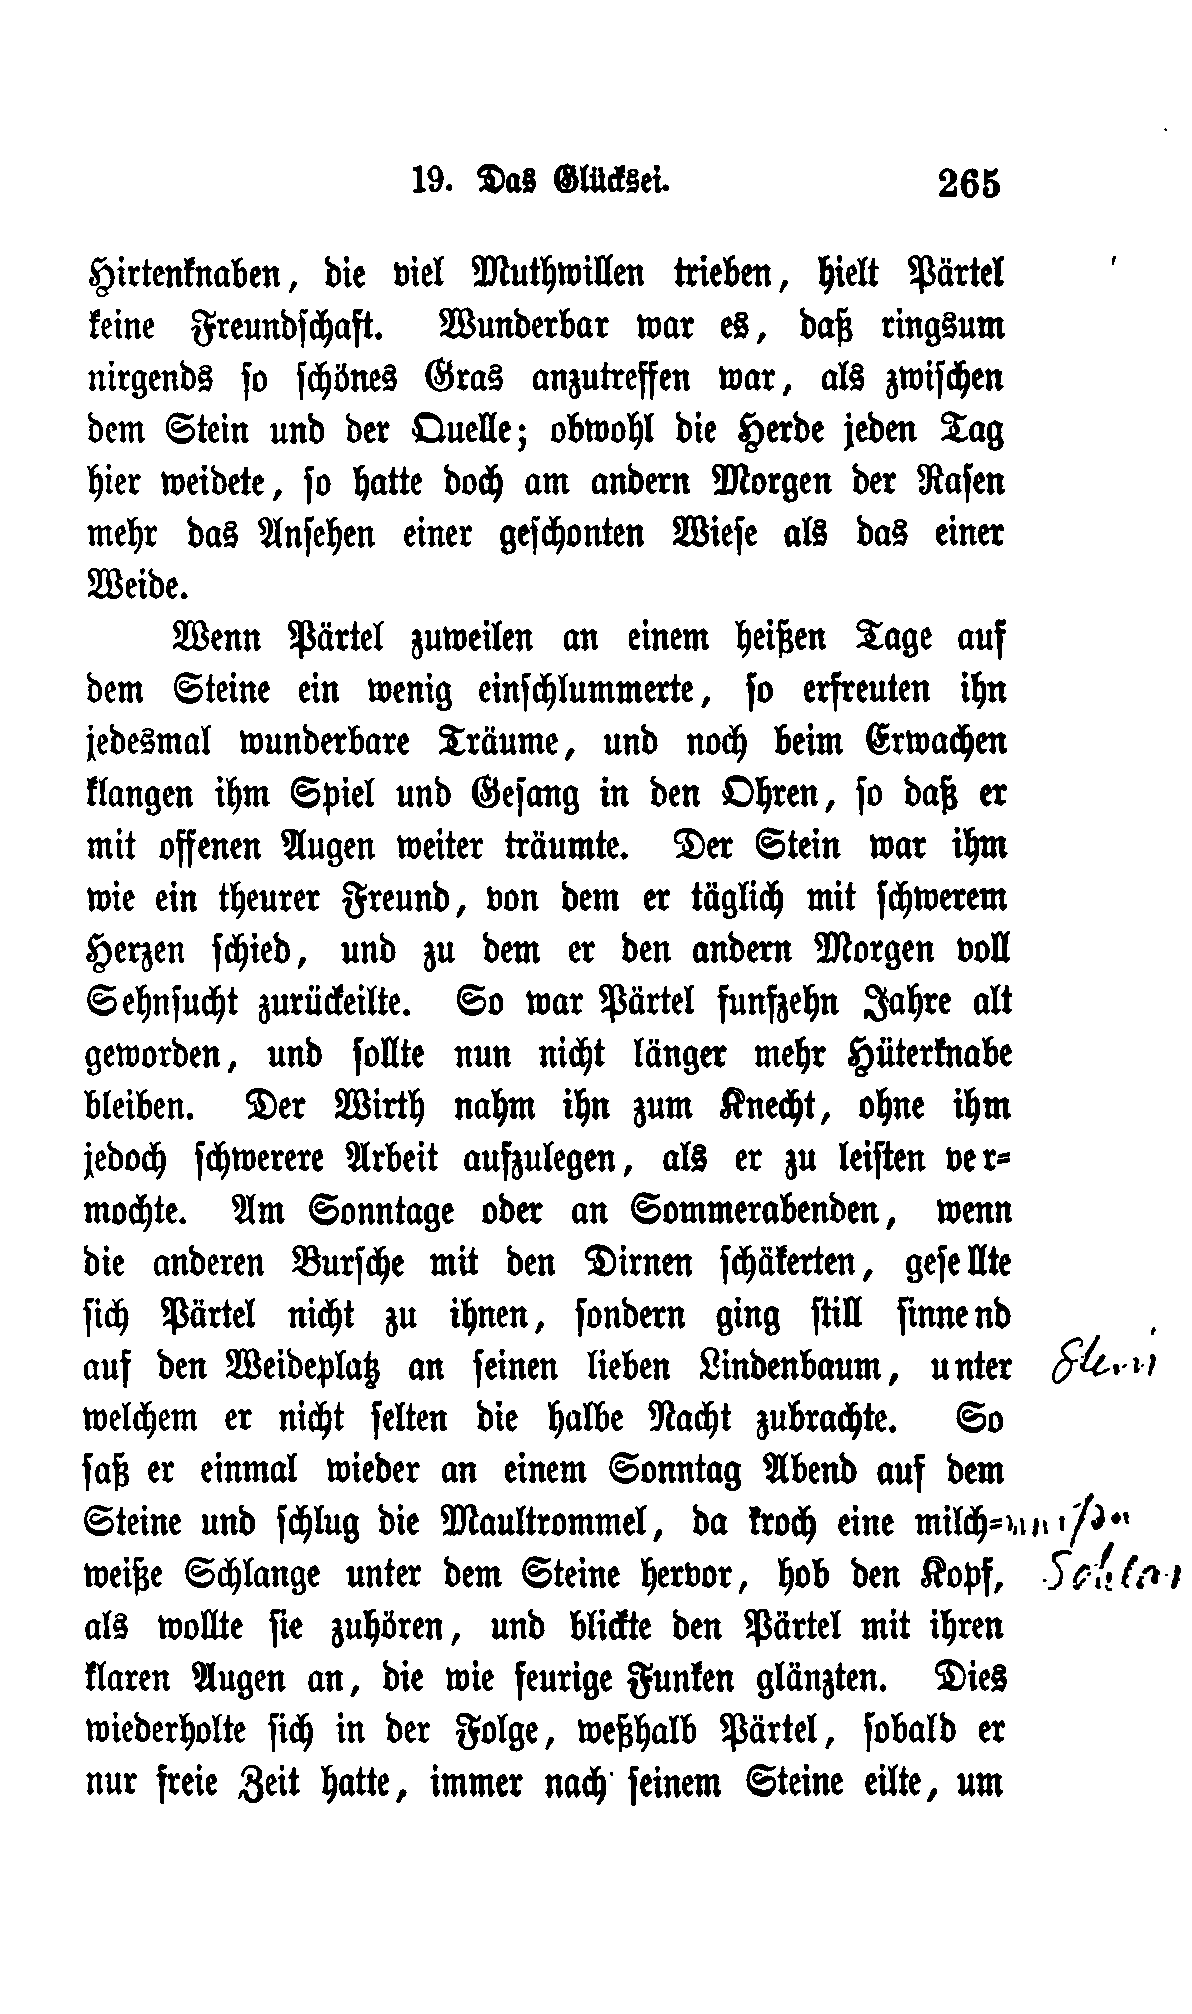 19. Das Glücksei. 265
Hirtenknaben, die viel Muthwillen trieben, hielt Pärtel
keine Freundschaft. Wunderbar war es, daß ringsum
nirgends so schönes Gras anzutreffen war, als zwischen
dem Stein und der Quelle; obwohl die Herde jeden Tag
hier weidete, so hatte doch am andern Morgen der Rasen
mehr das Ansehen einer geschonten Wiese als das einer
Weide.
Wenn Pärtel zuweilen an einem heißen Tage auf
dem Steine ein wenig einschlummerte, so erfreuten ihn
jedesmal wunderbare Träume, und noch beim Erwachen
klangen ihm Spiel und Gesang in den Ohren, so daß er
mit offenen Augen weiter träumte. Der Stein war ihm
wie ein theurer Freund, von dem er täglich mit schwerem
Herzen schied, und zu dem er den andern Morgen voll
Sehnsucht zurückeilte. So war Pärtel funfzehn Jahre alt
geworden, und sollte nun nicht länger mehr Hüterknabe
bleiben. Der Wirth nahm ihn zum Knecht, ohne ihm
jedoch schwerere Arbeit aufzulegen, als er zu leisten ver-
mochte. Am Sonntage oder an Sommerabenden, wenn
die anderen Bursche mit den Dirnen schäkerten, gesellte
sich Pärtel nicht zu ihnen, sondern ging still sinnend
auf den Weideplatz an seinen lieben Lindenbaum, unter
welchem er nicht selten die halbe Nacht zubrachte. So
saß er einmal wieder an einem Sonntag Abend auf dem
Steine und schlug die Maultrommel, da kroch eine milch-
weiße Schlange unter dem Steine hervor, hob den Kopf,
als wollte sie zuhören, und blickte den Pärtel mit ihren
klaren Augen an, die wie feurige Funken glänzten. Dies
wiederholte sich in der Folge, weßhalb Pärtel, sobald er
nur freie Zeit hatte, immer nach seinem Steine eilte, um